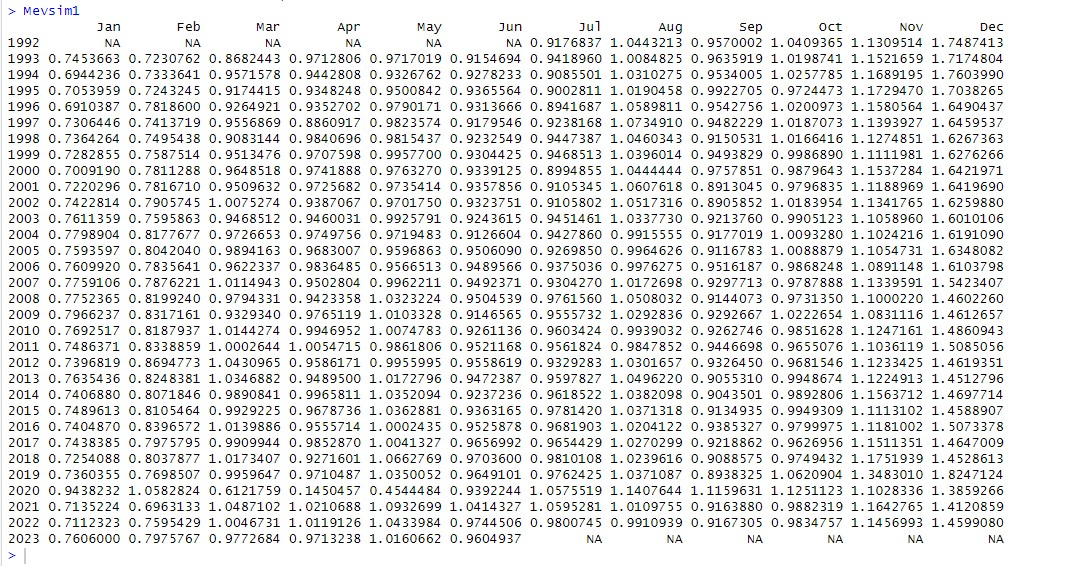 > Mevsim1
Jan Feb Mar Apr May Jun Jul Aug Sep Oct Nov Dec
1992 NA NA NA NA NA NA 0.9176837 1.0443213 0.9570002 1.0409365 1.1309514 1.7487413
1993 0.7453663 0.7230762 0.8682443 0.9712806 0.9717019 0.9154694 0.9418960 1.0084825 0.9635919 1.0198741 1.1521659 1.7174804
1994 0.6944236 0.7333641 0.9571578 0.9442808 0.9326762 0.9278233 0.9085501 1.0310275 0.9534005 1.0257785 1.1689195 1.7603990
1995 0.7053959 0.7243245 0.9174415 0.9348248 0.9500842 0.9365564 0.9002811 1.0190458 0.9922705 0.9724473 1.1729470 1.7038265
1996 0.6910387 0.7818600 0.9264921 0.9352702 0.9790171 0.9313666 0.8941687 1.0589811 0.9542756 1.0200973 1.1580564 1.6490437
1997 0.7306446 0.7413719 0.9556869 0.8860917 0.9823574 0.9179546 0.9238168 1.0734910 0.9482229 1.0187073 1.1393927 1.6459537
1998 0.7364264 0.7495438 0.9083144 0.9840696 0.9815437 0.9232549 0.9447387 1.0460343 0.9150531 1.0166416 1.1274851 1.6267363
1999 0.7282855 0.7587514 0.9513476 0.9707598 0.9957700 0.9304425 0.9468513 1.0396014 0.9493829 0.9986890 1.1111981 1.6276266
2000 0.7009190 0.7811288 0.9648518 0.9741888 0.9763270 0.9339125 0.8994855 1.0444444 0.9757851 0.9879643 1.1537284 1.6421971
2001 0.7220296 0.7816710 0.9509632 0.9725682 0.9735414 0.9357856 0.9105345 1.0607618 0.8913045 0.9796835 1.1188969 1.6419690
2002 0.7422814 0.7905745 1.0075274 0.9387067 0.9701750 0.9323751 0.9105802 1.0517316 0.8905852 1.0183954 1.1341765 1.6259880
2003 0.7611359 0.7595863 0.9468512 0.9460031 0.9925791 0.9243615 0.9451461 1.0337730 0.9213760 0.9905123 1.1058960 1.6010106
2004 0.7798904 0.8177677 0.9726653 0.9749756 0.9719483 0.9126604 0.9427860 0.9915555 0.9177019 1.0093280 1.1024216 1.6191090
2005 0.7593597 0.8042040 0.9894163 0.9683007 0.9596863 0.9506090 0.9269850 0.9964626 0.9116783 1.0088879 1.1054731 1.6348082
2006 0.7609920 0.7835641 0.9622337 0.9836485 0.9566513 0.9489566 0.9375036 0.9976275 0.9516187 0.9868248 1.0891148 1.6103798
2007 0.7759106 0.7876221 1.0114943 0.9502804 0.9962211 0.9492371 0.9304270 1.0172698 0.9297713 0.9788788 1.1339591 1.5423407
2008 0.7752365 0.8199240 0.9794331 0.9423358 1.0323224 0.9504539 0.9761560 1.0508032 0.9144073 0.9731350 1.1000220 1.4602260
2009 0.7966237 0.8317161 0.9329340 0.9765119 1.0103328 0.9146565 0.9555732 1.0292836 0.9292667 1.0222654 1.0831116 1.4612657
2010 0.7692517 0.8187937 1.0144274 0.9946952 1.0074783 0.9261136 0.9603424 0.9939032 0.9262746 0.9851628 1.1247161 1.4860943
2011 0.7486371 0.8338859 1.0002644 1.0054715 0.9861806 0.9521168 0.9561824 0.9847852 0.9446698 0.9655076 1.1036119 1.5085056
2012 0.7396819 0.8694773 1.0430965 0.9586171 0.9955995 0.9558619 0.9329283 1.0301657 0.9326450 0.9681546 1.1233425 1.4619351
2013 0.7635436 0.8248381 1.0346882 0.9489500 1.0172796 0.9472387 0.9597827 1.0496220 0.9055310 0.9948674 1.1224913 1.4512796
2014 0.7406880 0.8071846 0.9890841 0.9965811 1.0352094 0.9237236 0.9618522 1.0382098 0.9043501 0.9892806 1.1563712 1.4697714
2015 0.7489613 0.8105464 0.9929225 0.9678736 1.0362881 0.9363165 0.9781420 1.0371318 0.9134935 0.9949309 1.1113102 1.4588907
2016 0.7404870 0.8396572 1.0139886 0.9555714 1.0002435 0.9525878 0.9681903 1.0204122 0.9385327 0.9799975 1.1181002 1.5073378
2017 0.7438385 0.7975795 0.9909944 0.9852870 1.0041327 0.9656992 0.9654429 1.0270299 0.9218862 0.9626956 1.1511351 1.4647009
2018 0.7254088 0.8037877 1.0173407 0.9271601 1.0662769 0.9703600 0.9810108 1.0239616 0.9088575 0.9749432 1.1751939 1.4528613
2019 0.7360355 0.7698507 0.9959647 0.9710487 1.0350052 0.9649101 0.9762425 1.0371087 0.8938325 1.0620904 1.3483010 1.8247124
2020 0.9438232 1.0582824 0.6121759 0.1450457 0.4544484 0.9392244 1.0575519 1.1407644 1.1159631 1.1251123 1.1028336 1.3859266
2021 0.7135224 0.6963133 1.0487102 1.0210688 1.0932699 1.0414327 1.0595281 1.0109755 0.9163880 0.9882319 1.1642765 1.4120859
2022 0.7112323 0.7595429 1.0046731 1.0119126 1.0433984 0.9744506 0.9800745 0.9910939 0.9167305 0.9834757 1.1456993 1.4599080
2023 0.7606000 0.7975767 0.9772684 0.9713238 1.0160662 0.9604937 NA NA NA NA NA NA
>